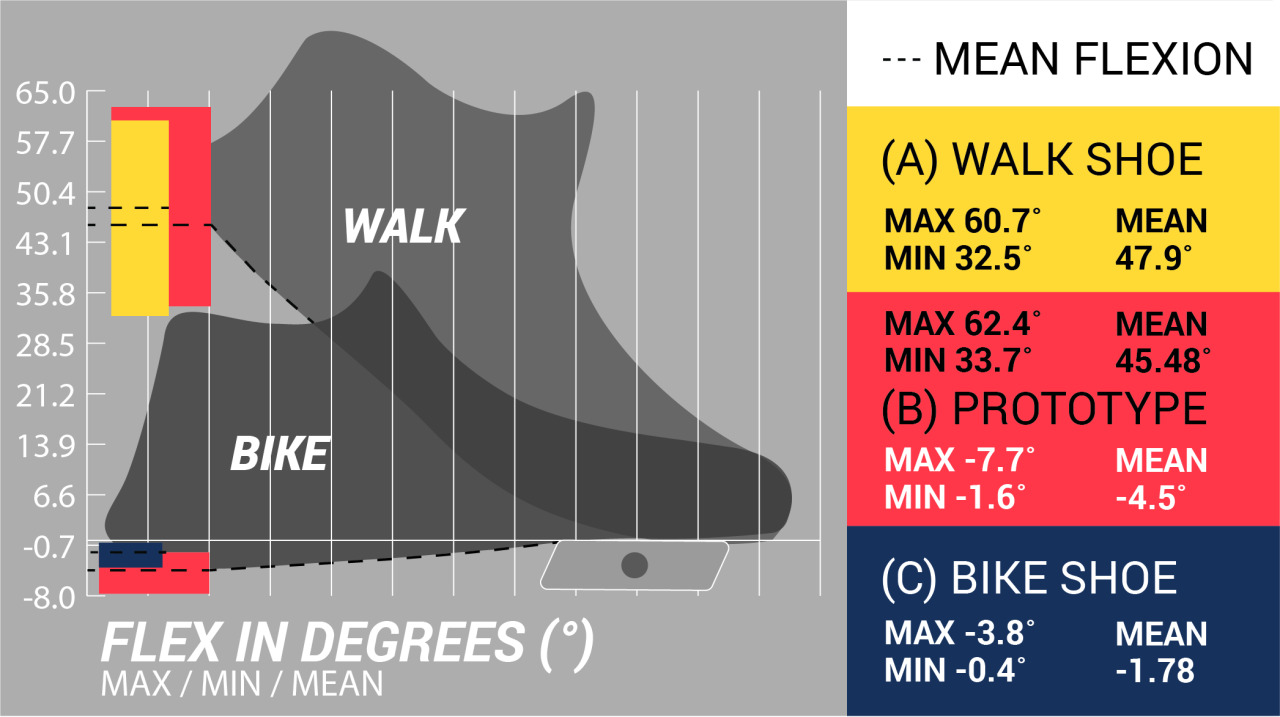 65.0
57.7
50.4
43.1
35.8
28.5
21.2
13.9
6.6
-0.7
-8.0
WALK
BIKE
FLEX IN DEGREES (°)
MAX / MIN / MEAN
--- MEAN FLEXION
(A) WALK SHOE
MAX 60.7° MEAN
MIN 32.5° 47.9°
MAX 62.4° MEAN
MIN 33.7° 45.48°
(B) PROTOTYPE
MAX -7.7° MEAN
MIN -1.6° -4.5°
(C) BIKE SHOE
MAX -3.8° MEAN
MIN -0.4° -1.78